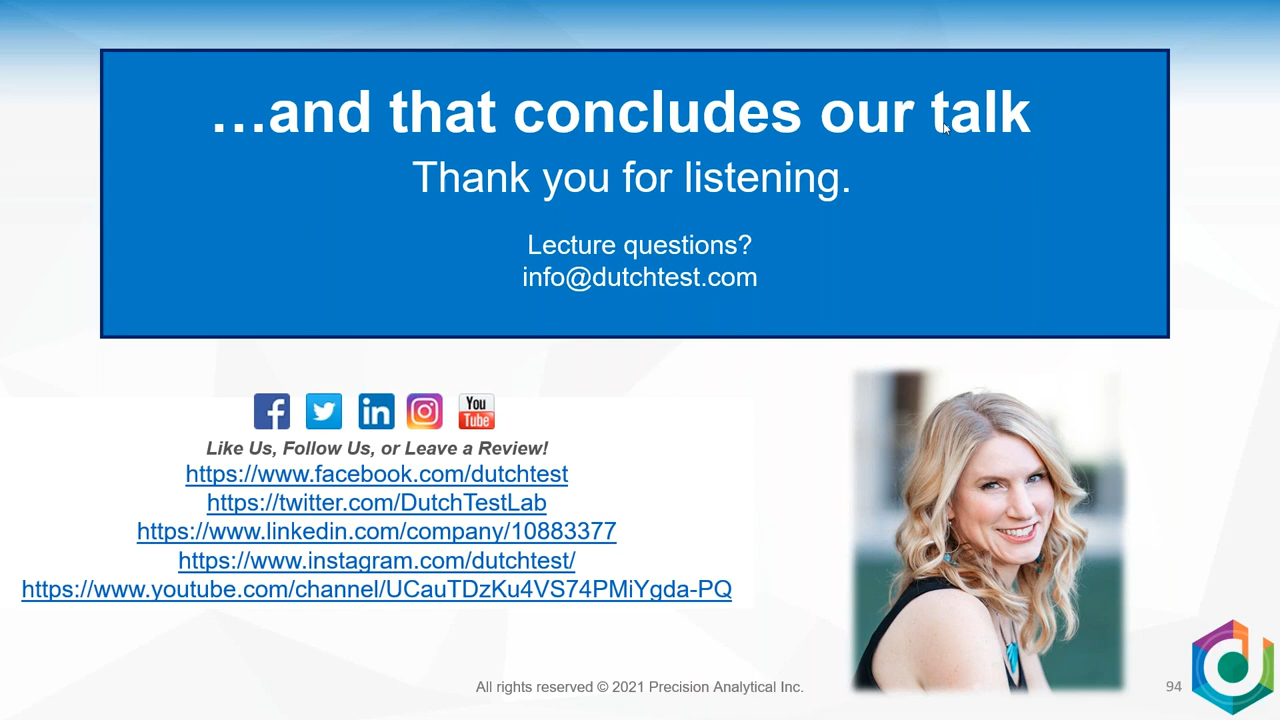 …and that concludes our talk
Thank you for listening.
Lecture questions?
info@dutchtest.com
You
Tube
Like Us, Follow Us, or Leave a Review!
https://www.facebook.com/dutchtest
https://twitter.com/DutchTestLab
https://www.linkedin.com/company/10883377
https://www.instagram.com/dutchtest/
https://www.youtube.com/channel/UCauTDzKu4VS74PMiYgda-PQ
All rights reserved © 2021 Precision Analytical Inc.
94